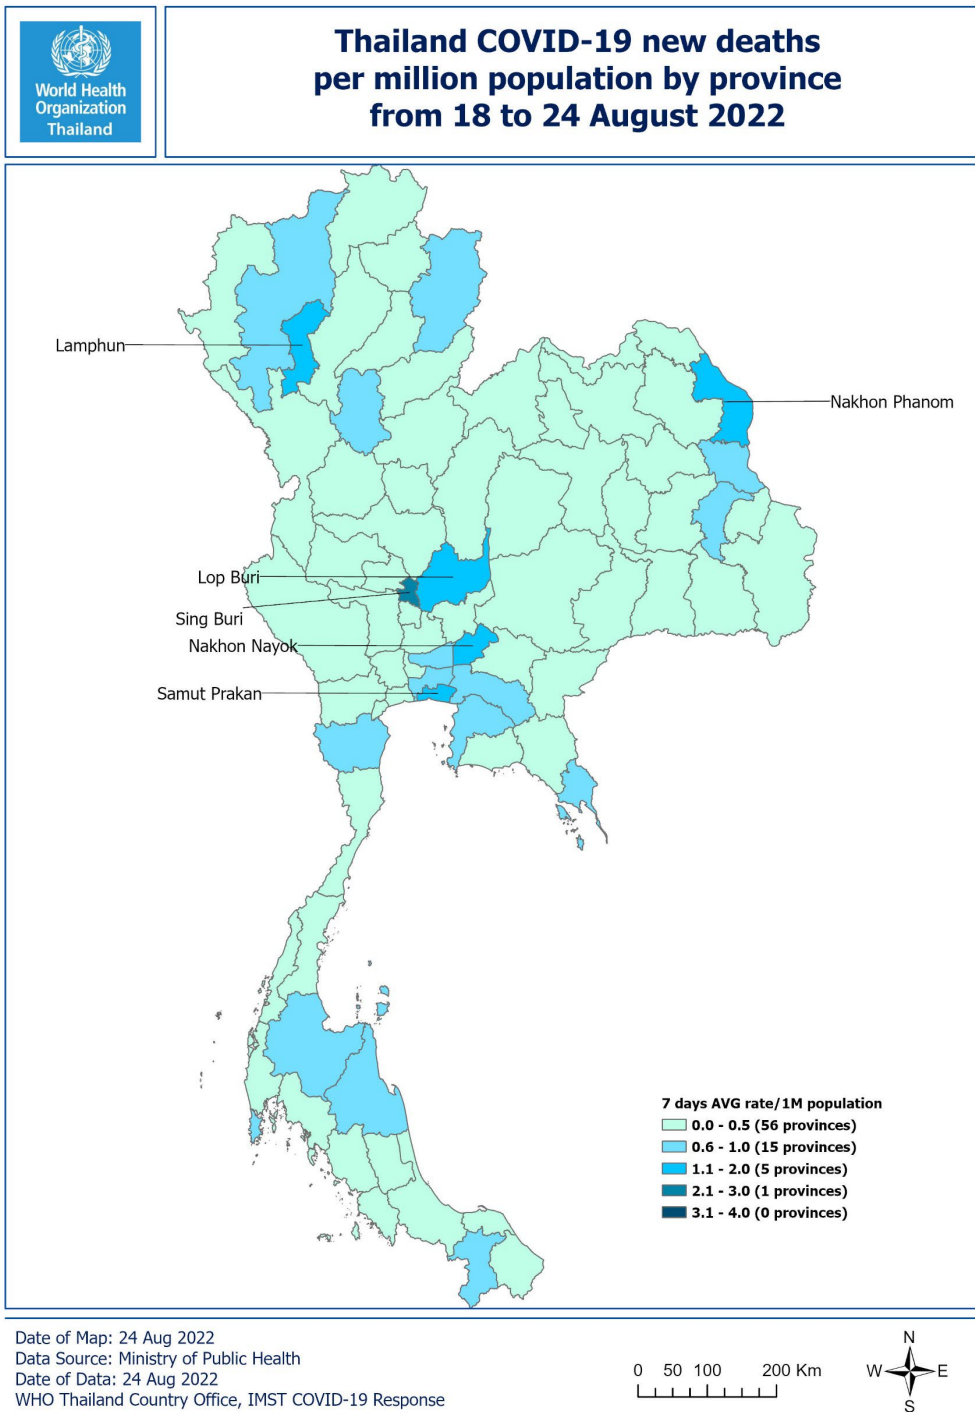 World Health
Organization
Thailand
Thailand COVID-19 new deaths
per million population by province
from 18 to 24 August 2022
Lamphun
Nakhon Phanom
Lop Buri
Sing Buri
Nakhon Nayok
Samut Prakan
7 days AVG rate/1M population
0.0 - 0.5 (56 provinces)
0.6 - 1.0 (15 provinces)
1.1 - 2.0 (5 provinces)
2.1 - 3.0 (1 provinces)
3.1 - 4.0 (0 provinces)
Date of Map: 24 Aug 2022
Data Source: Ministry of Public Health
Date of Data: 24 Aug 2022
WHO Thailand Country Office, IMST COVID-19 Response
0 50 100 200 Km
N
W E
S